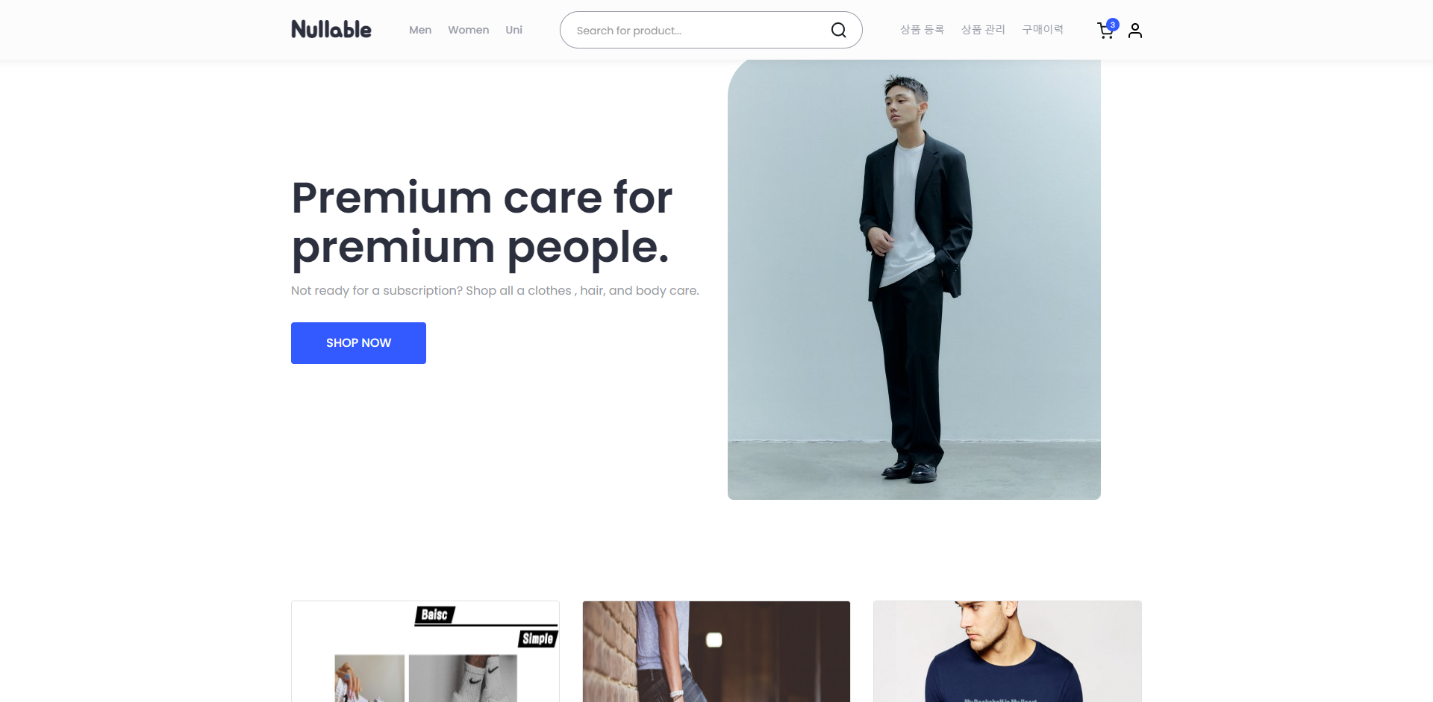 Nullable
Men Women Uni
Search for product...
상품 등록 상품 관리 구매이력
3
Premium care for
premium people.
Not ready for a subscription? Shop all a clothes , hair, and body care.
SHOP NOW
Baisc
Simple